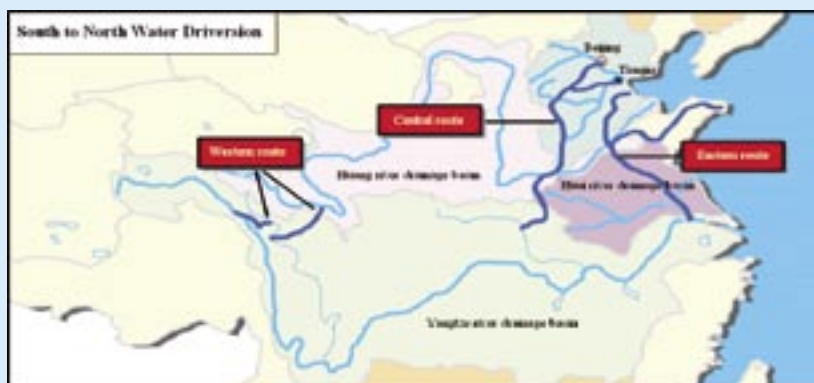 South to North Water Driversion
Beijing
Tianjin
Central route
Western route
Eastern route
Huang river drainage basin
Huai river drainage basin
Yangtze river drainage basin